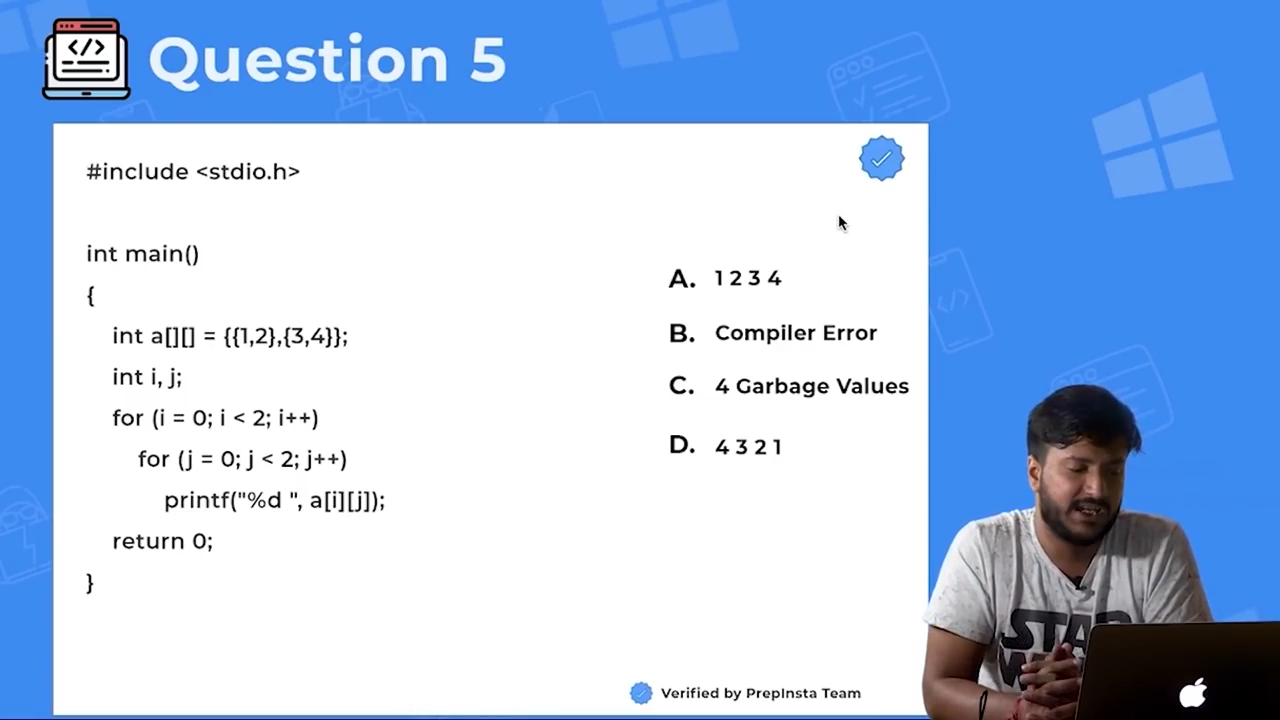 Question 5
#include <stdio.h>
int main()
{
int a[][] = {{1,2},{3,4}};
int i, j;
for (i = 0; i < 2; i++)
for (j = 0; j < 2; j++)
printf("%d ", a[i][j]);
return 0;
}
A. 1 2 3 4
B. Compiler Error
C. 4 Garbage Values
D. 4 3 2 1
Verified by PrepInsta Team
STAR